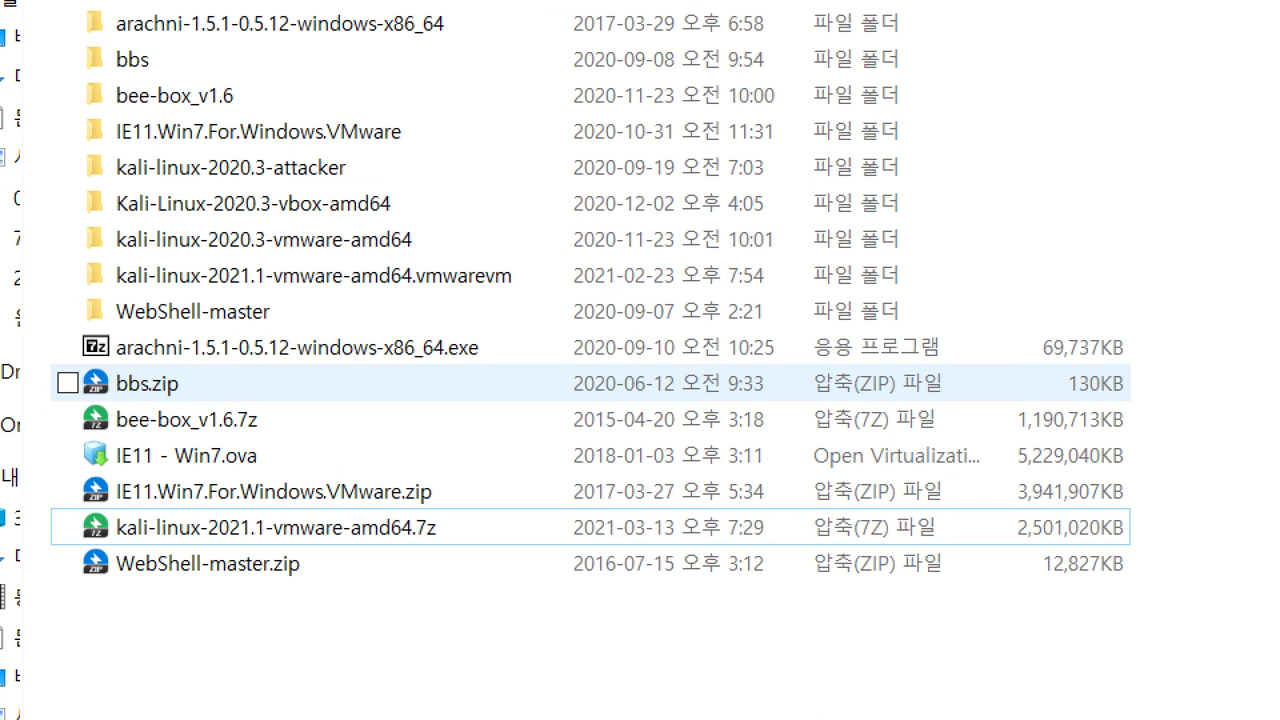 arachni-1.5.1-0.5.12-windows-x86_64 2017-03-29 오후 6:58 파일 폴더
bbs 2020-09-08 오전 9:54 파일 폴더
bee-box_v1.6 2020-11-23 오전 10:00 파일 폴더
IE11.Win7.For.Windows.VMware 2020-10-31 오전 11:31 파일 폴더
kali-linux-2020.3-attacker 2020-09-19 오전 7:03 파일 폴더
Kali-Linux-2020.3-vbox-amd64 2020-12-02 오후 4:05 파일 폴더
kali-linux-2020.3-vmware-amd64 2020-11-23 오전 10:01 파일 폴더
kali-linux-2021.1-vmware-amd64.vmwarevm 2021-02-23 오후 7:54 파일 폴더
WebShell-master 2020-09-07 오후 2:21 파일 폴더
7z arachni-1.5.1-0.5.12-windows-x86_64.exe 2020-09-10 오전 10:25 응용 프로그램 69,737KB
ZIP bbs.zip 2020-06-12 오전 9:33 압축(ZIP) 파일 130KB
7Z bee-box_v1.6.7z 2015-04-20 오후 3:18 압축(7Z) 파일 1,190,713KB
IE11 - Win7.ova 2018-01-03 오후 3:11 Open Virtualizati... 5,229,040KB
ZIP IE11.Win7.For.Windows.VMware.zip 2017-03-27 오후 5:34 압축(ZIP) 파일 3,941,907KB
7Z kali-linux-2021.1-vmware-amd64.7z 2021-03-13 오후 7:29 압축(7Z) 파일 2,501,020KB
ZIP WebShell-master.zip 2016-07-15 오후 3:12 압축(ZIP) 파일 12,827KB